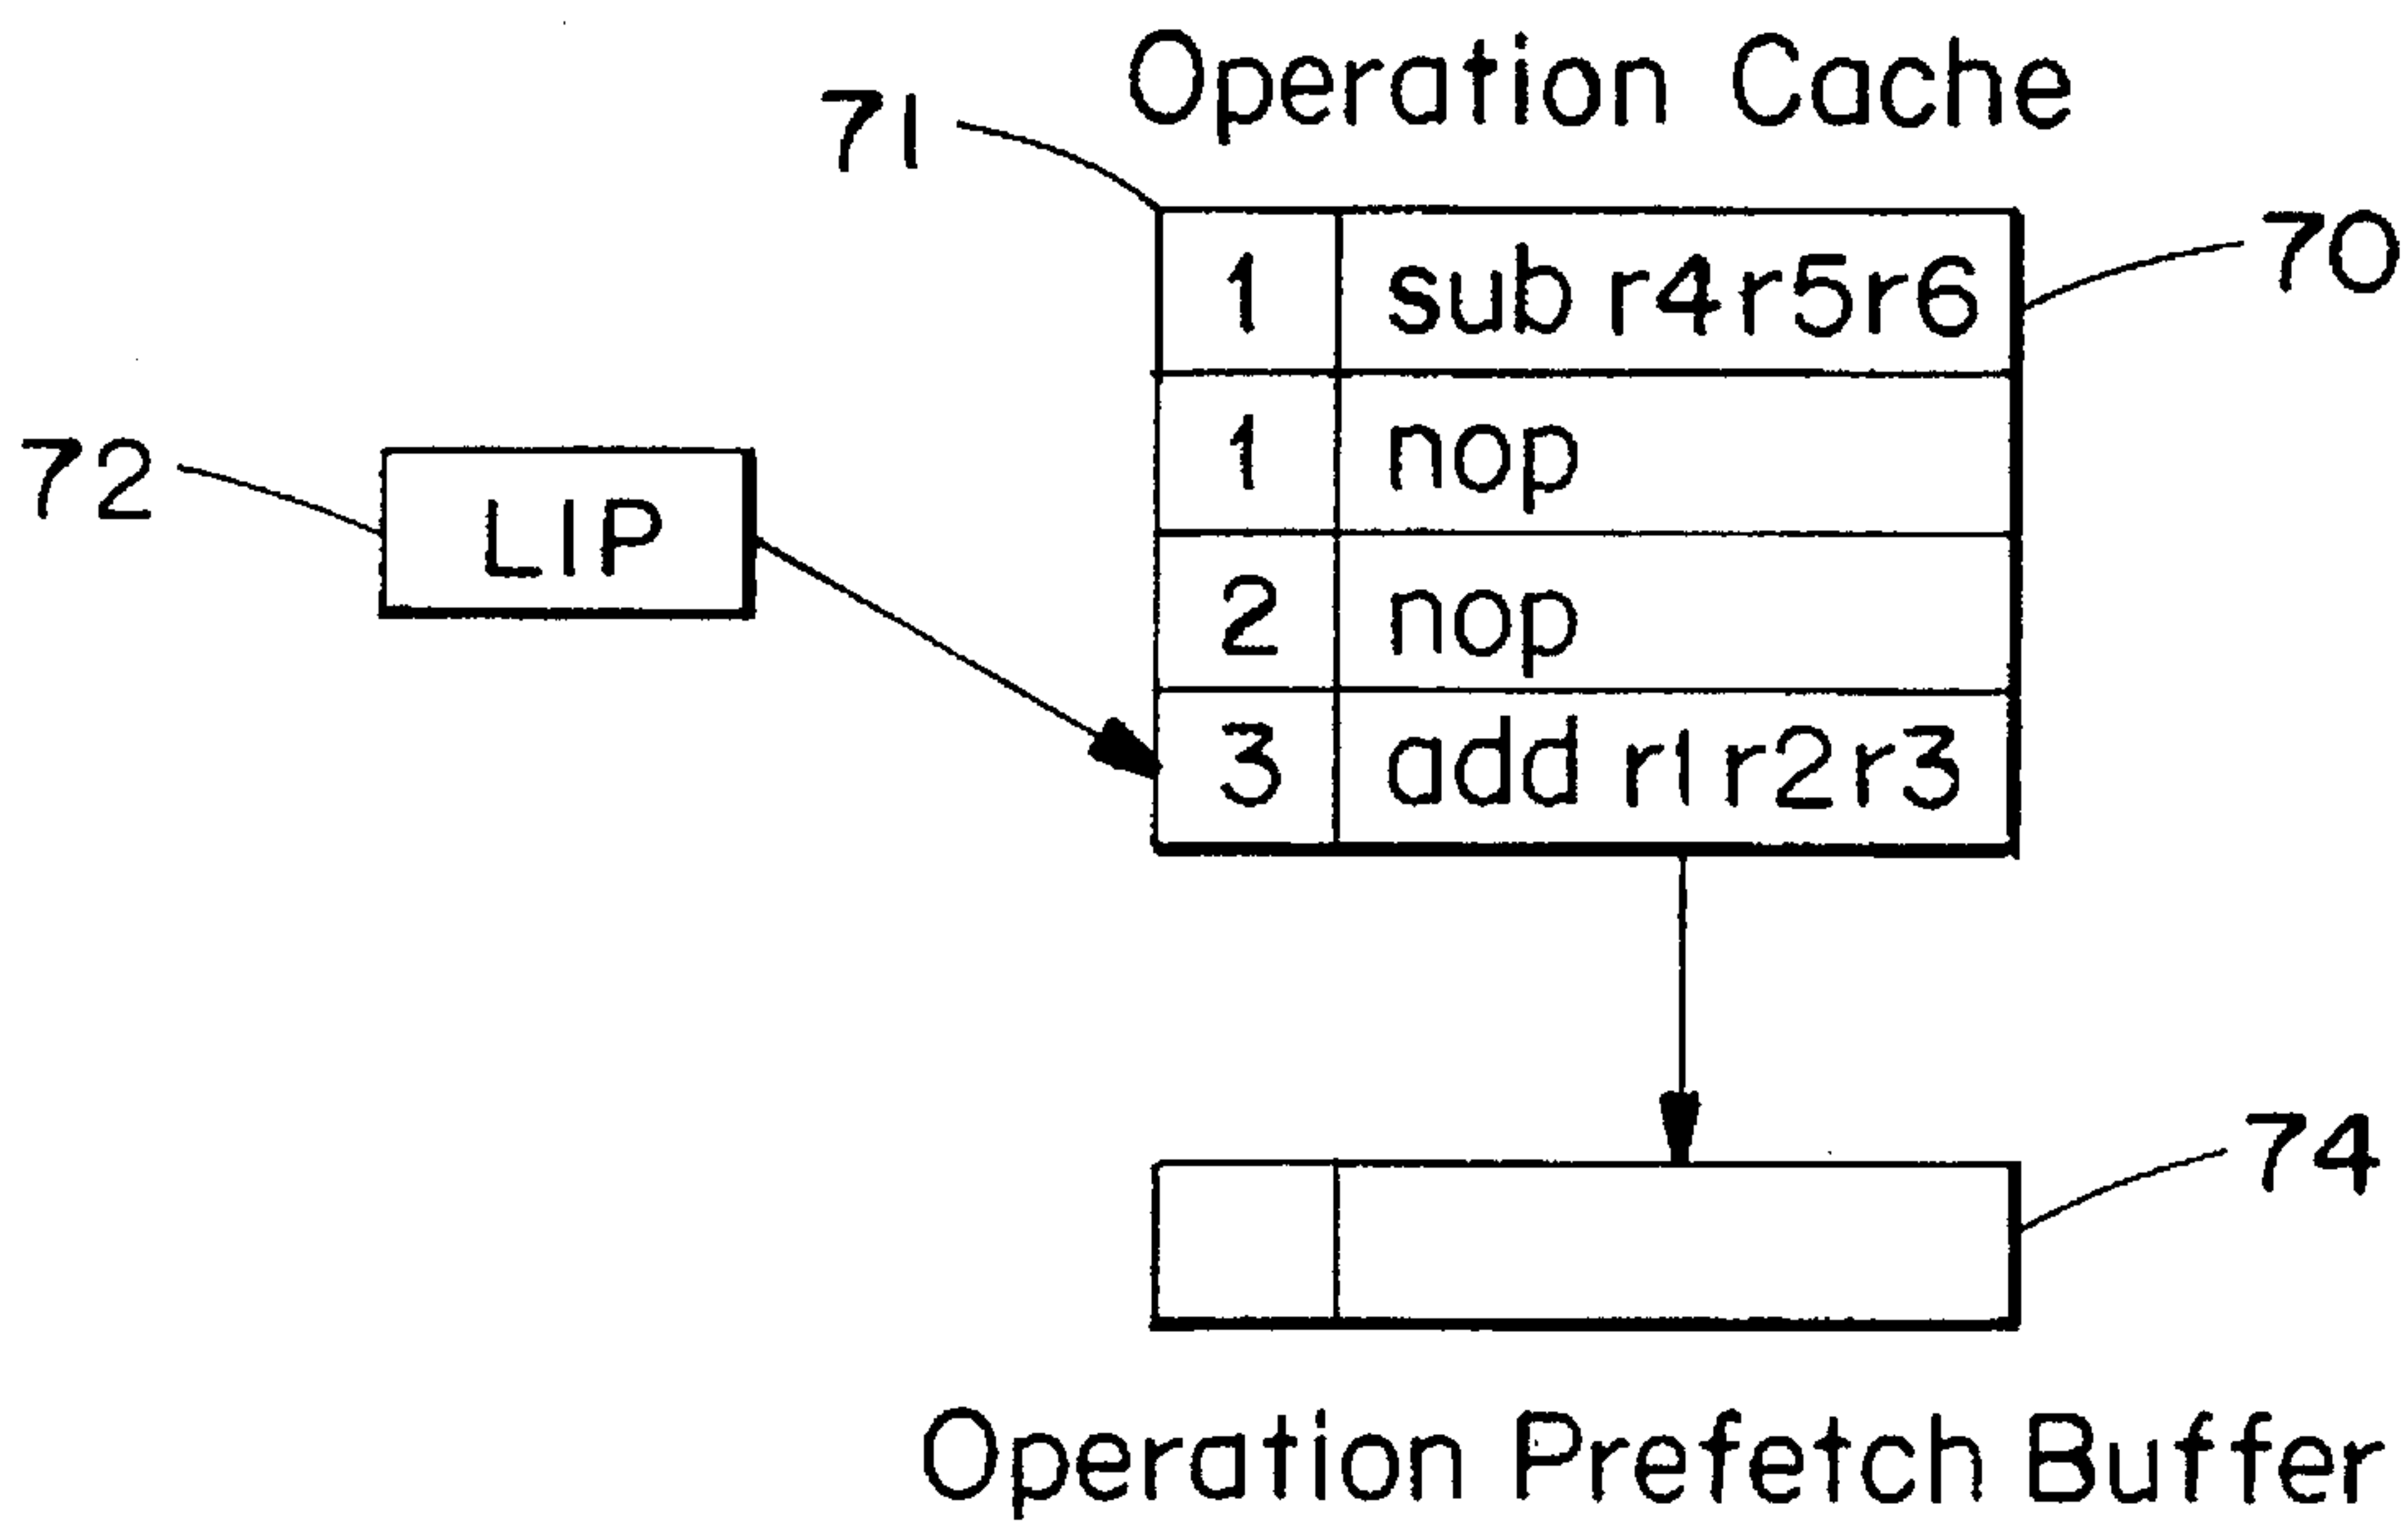 Operation Cache
71
1 sub r4r5r6
70
1 nop
72
LIP
2 nop
3 add r1r2r3
74
Operation Prefetch Buffer